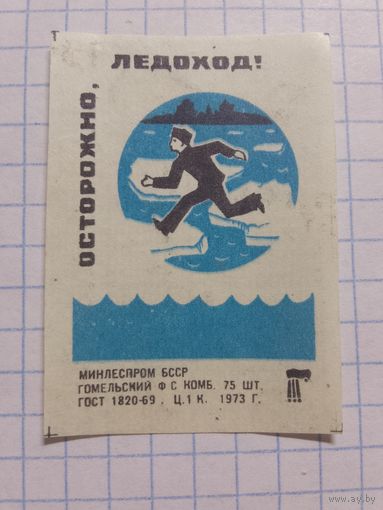 ОСТОРОЖНО,
ЛЕДОХОД!
МИНЛЕСПРОМ БССР
ГОМЕЛЬСКИЙ Ф С КОМБ. 75 ШТ.
ГОСТ 1820-69. Ц.1 К. 1973 Г.
www.ay.by